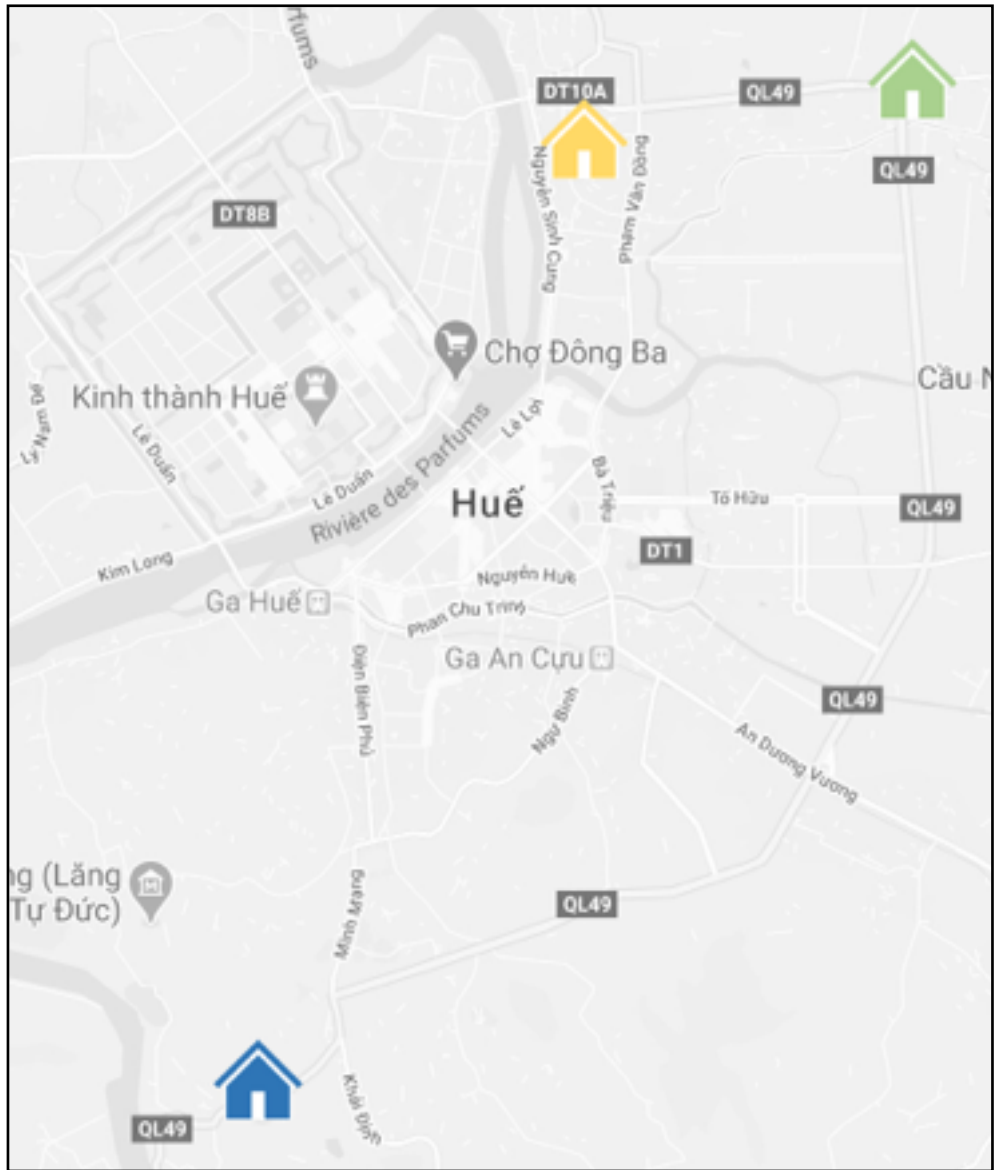 rfums
DT10A
QL49
QL49
DT8B
Nguyễn Sinh Cung
Phạm Văn Đồng
Chợ Đông Ba
Kinh thành Huế
Cầu N
Lê Duẩn
Lê Lợi
Lê Duẩn
Rivière des Parfums
Huế
Bà Triệu
Tố Hữu
QL49
DT1
Kim Long
Nguyễn Huệ
Ga Huế
Phan Chu Trinh
Ga An Cựu
Điện Biên Phủ
Ngự Bình
QL49
An Dương Vương
ng (Lăng
Tự Đức)
QL49
Minh Mạng
Khải Định
QL49